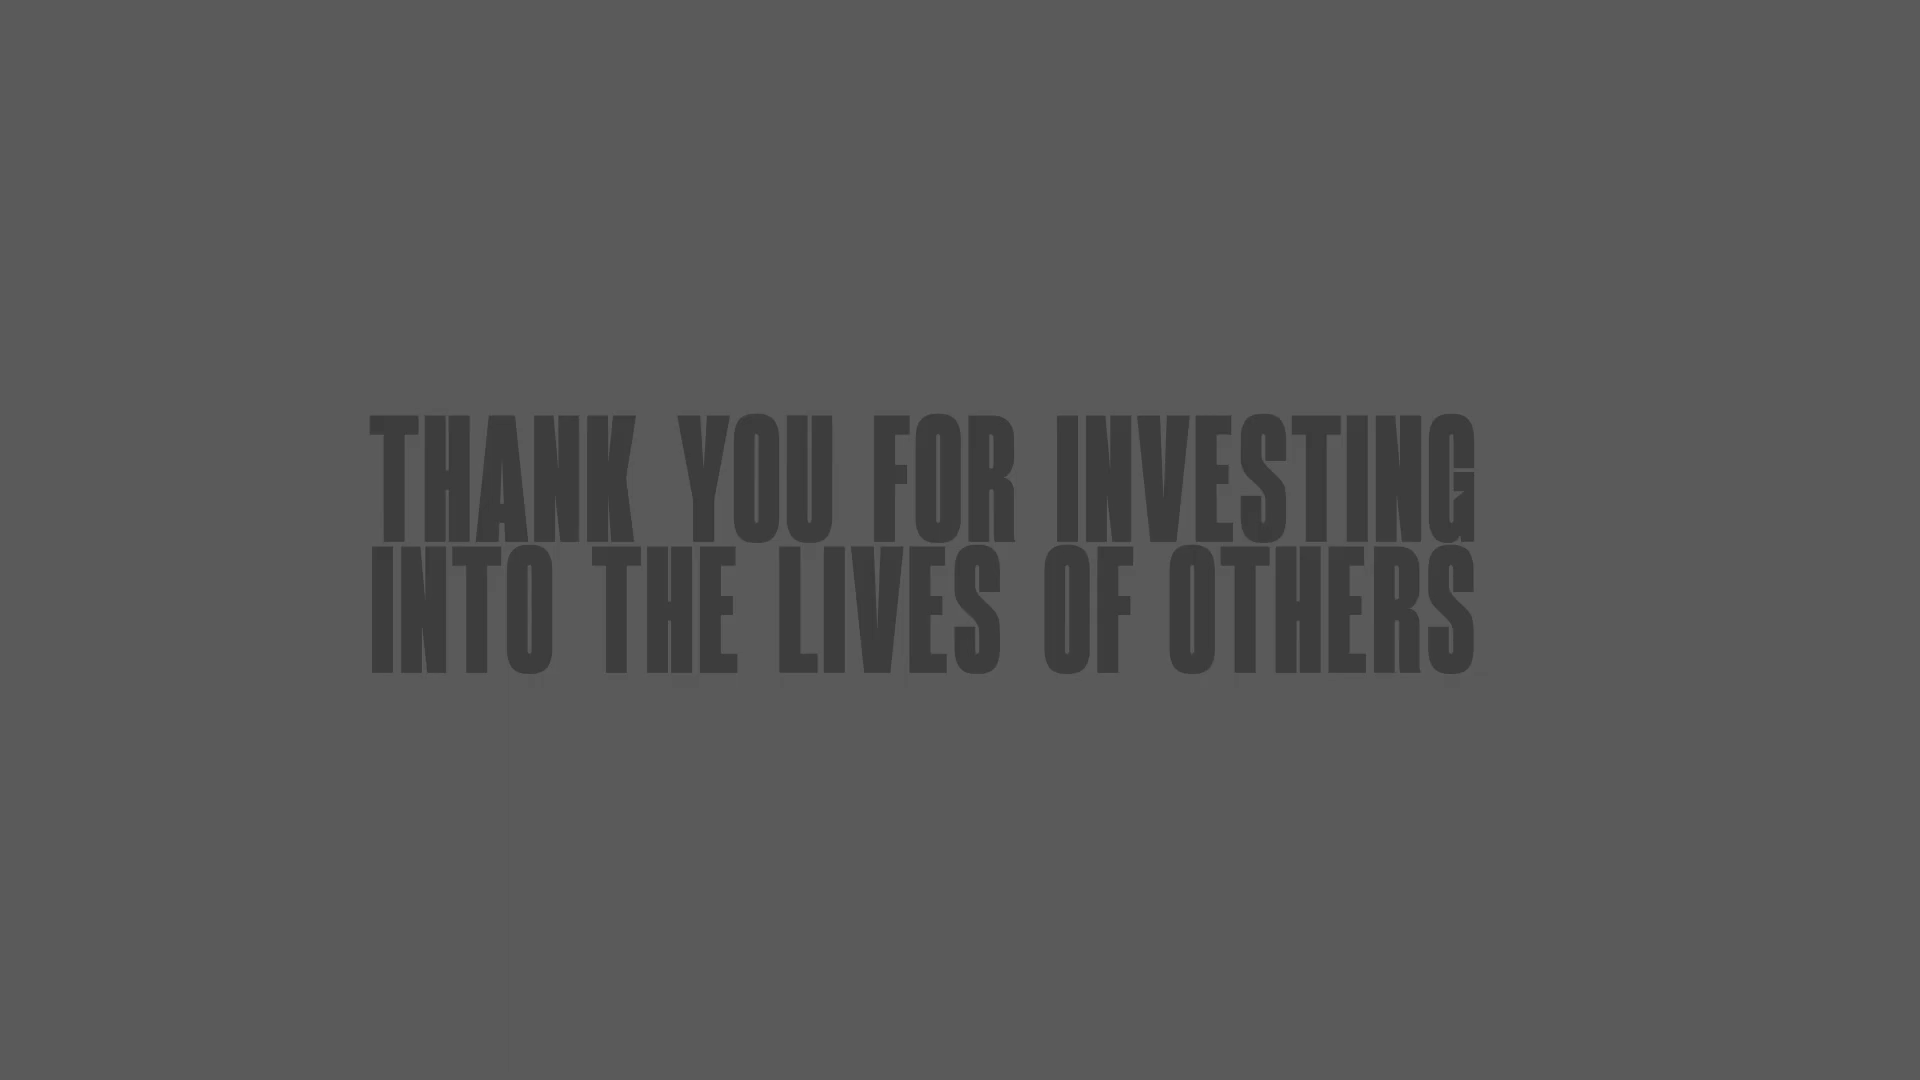 THANK YOU FOR INVESTING
INTO THE LIVES OF OTHERS